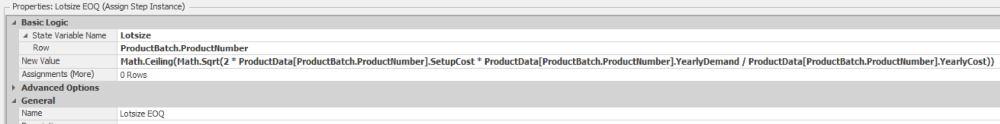 Properties: Lotsize EOQ (Assign Step Instance)
Basic Logic
State Variable Name Lotsize
Row ProductBatch.ProductNumber
New Value Math.Ceiling(Math.Sqrt(2 * ProductData[ProductBatch.ProductNumber].SetupCost * ProductData[ProductBatch.ProductNumber].YearlyDemand / ProductData[ProductBatch.ProductNumber].YearlyCost))
Assignments (More) 0 Rows
Advanced Options
General
Name Lotsize EOQ